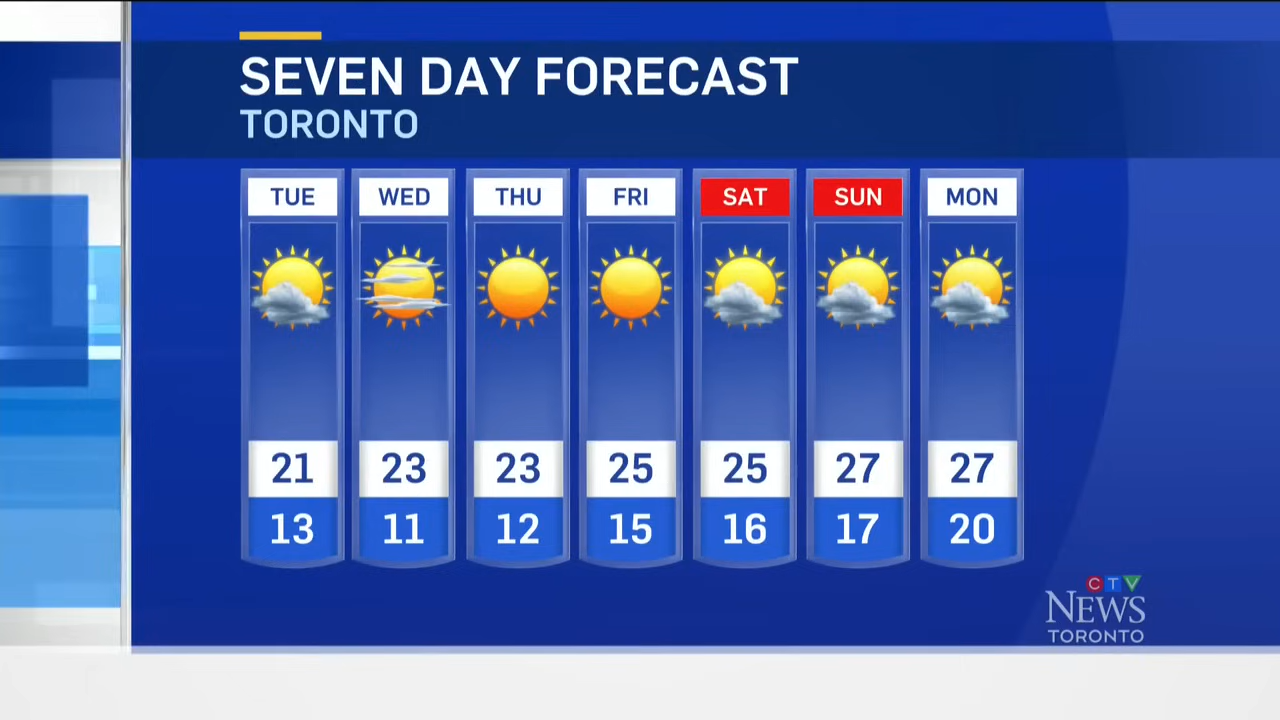 SEVEN DAY FORECAST
TORONTO
TUE WED THU FRI SAT SUN MON
21 23 23 25 25 27 27
13 11 12 15 16 17 20
CTV
NEWS
TORONTO